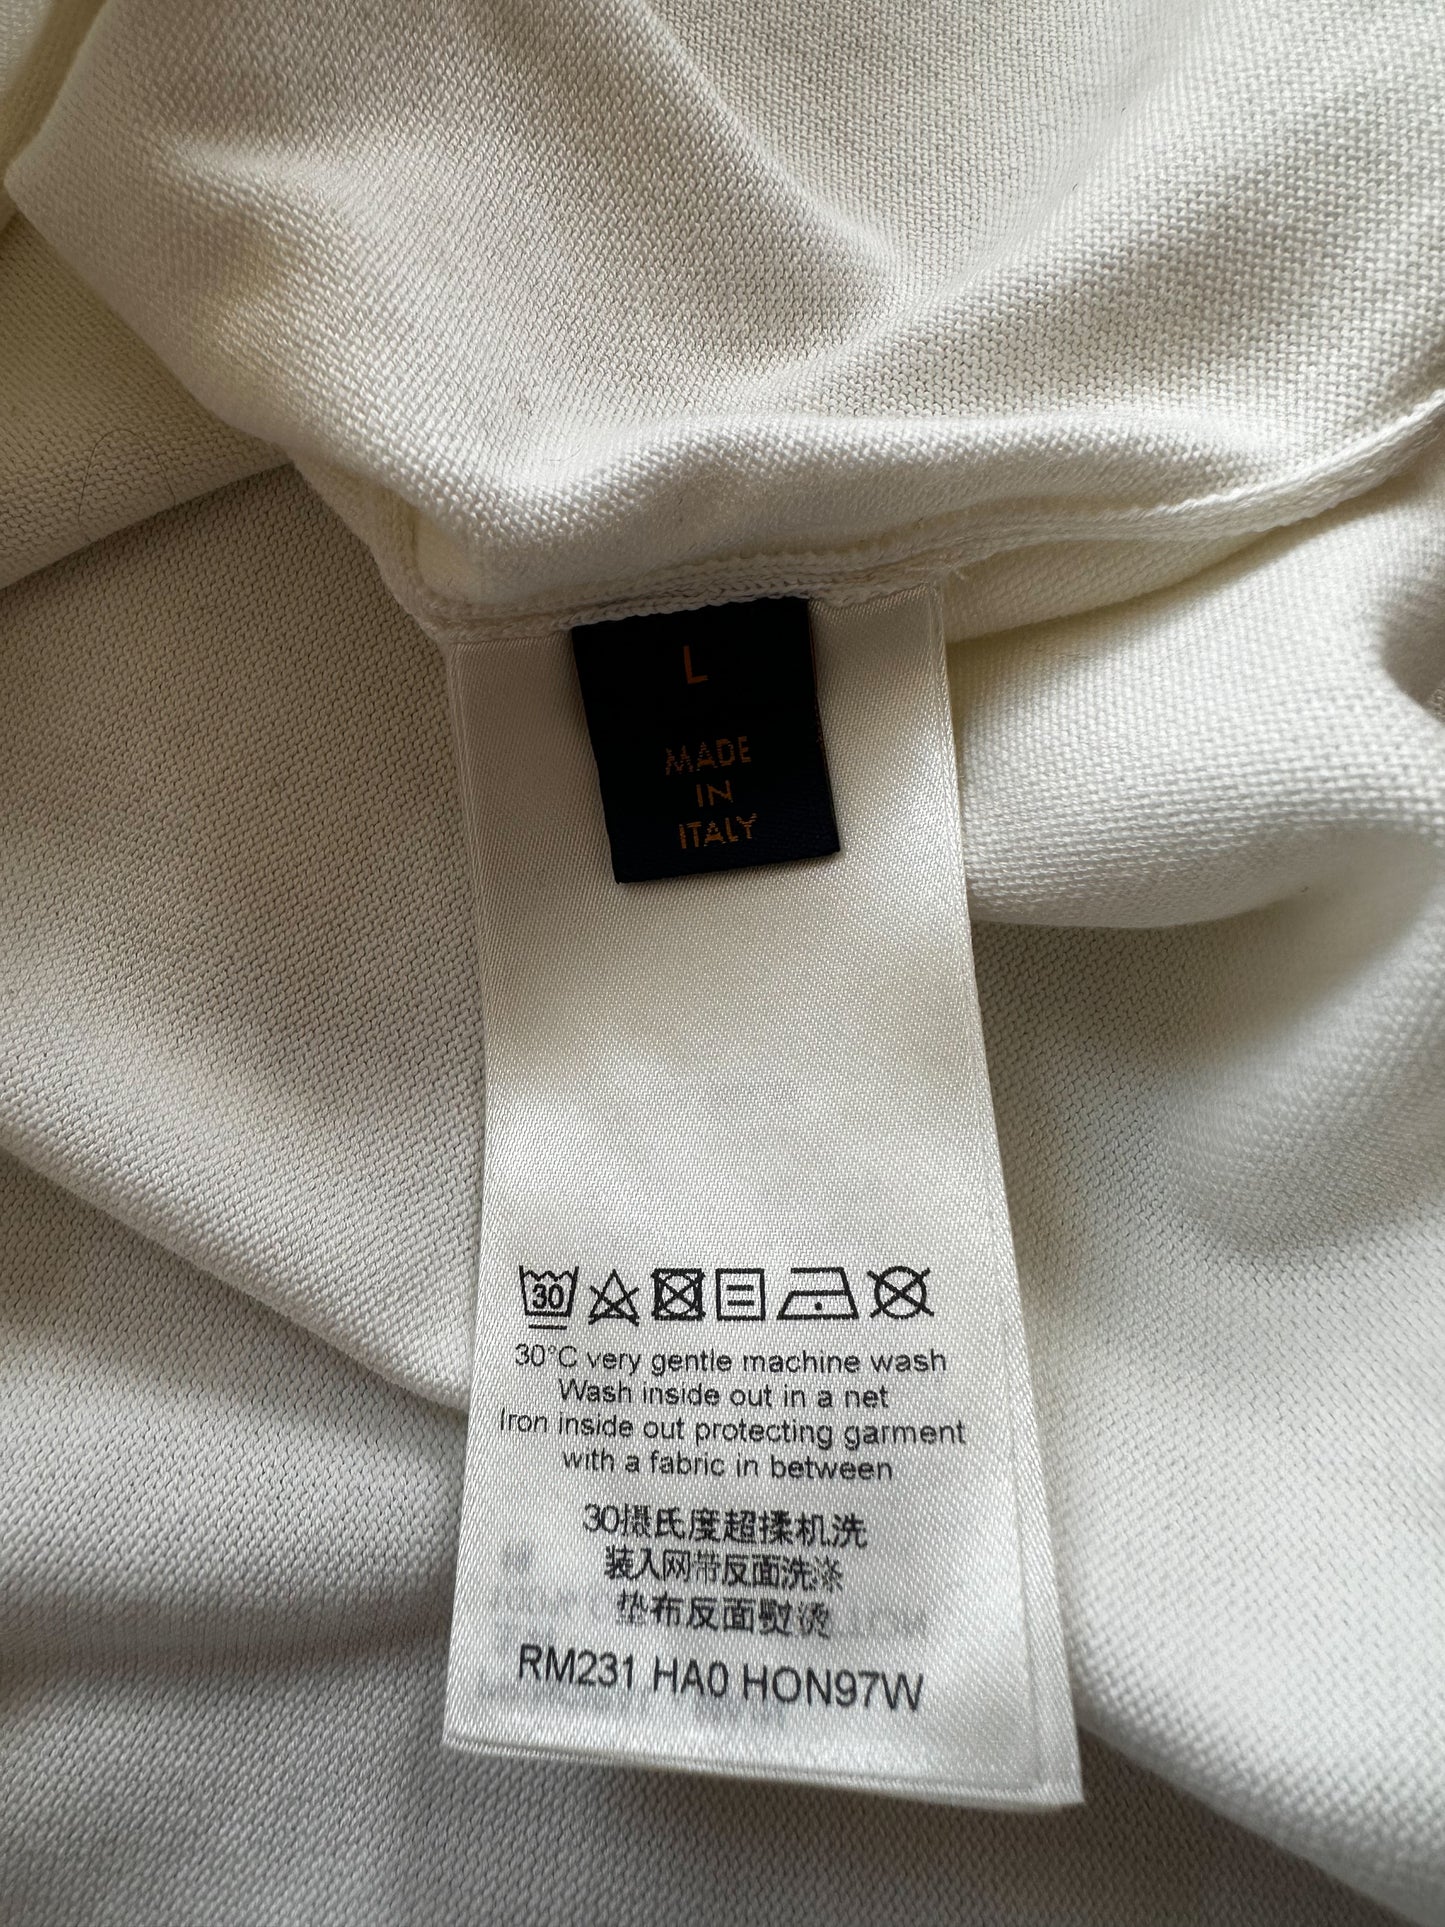 L
MADE
IN
ITALY
30
30°C very gentle machine wash
Wash inside out in a net
Iron inside out protecting garment
with a fabric in between
30摄氏度超揉机洗
装入网带反面洗涤
垫布反面熨烫
RM231 HA0 HON97W